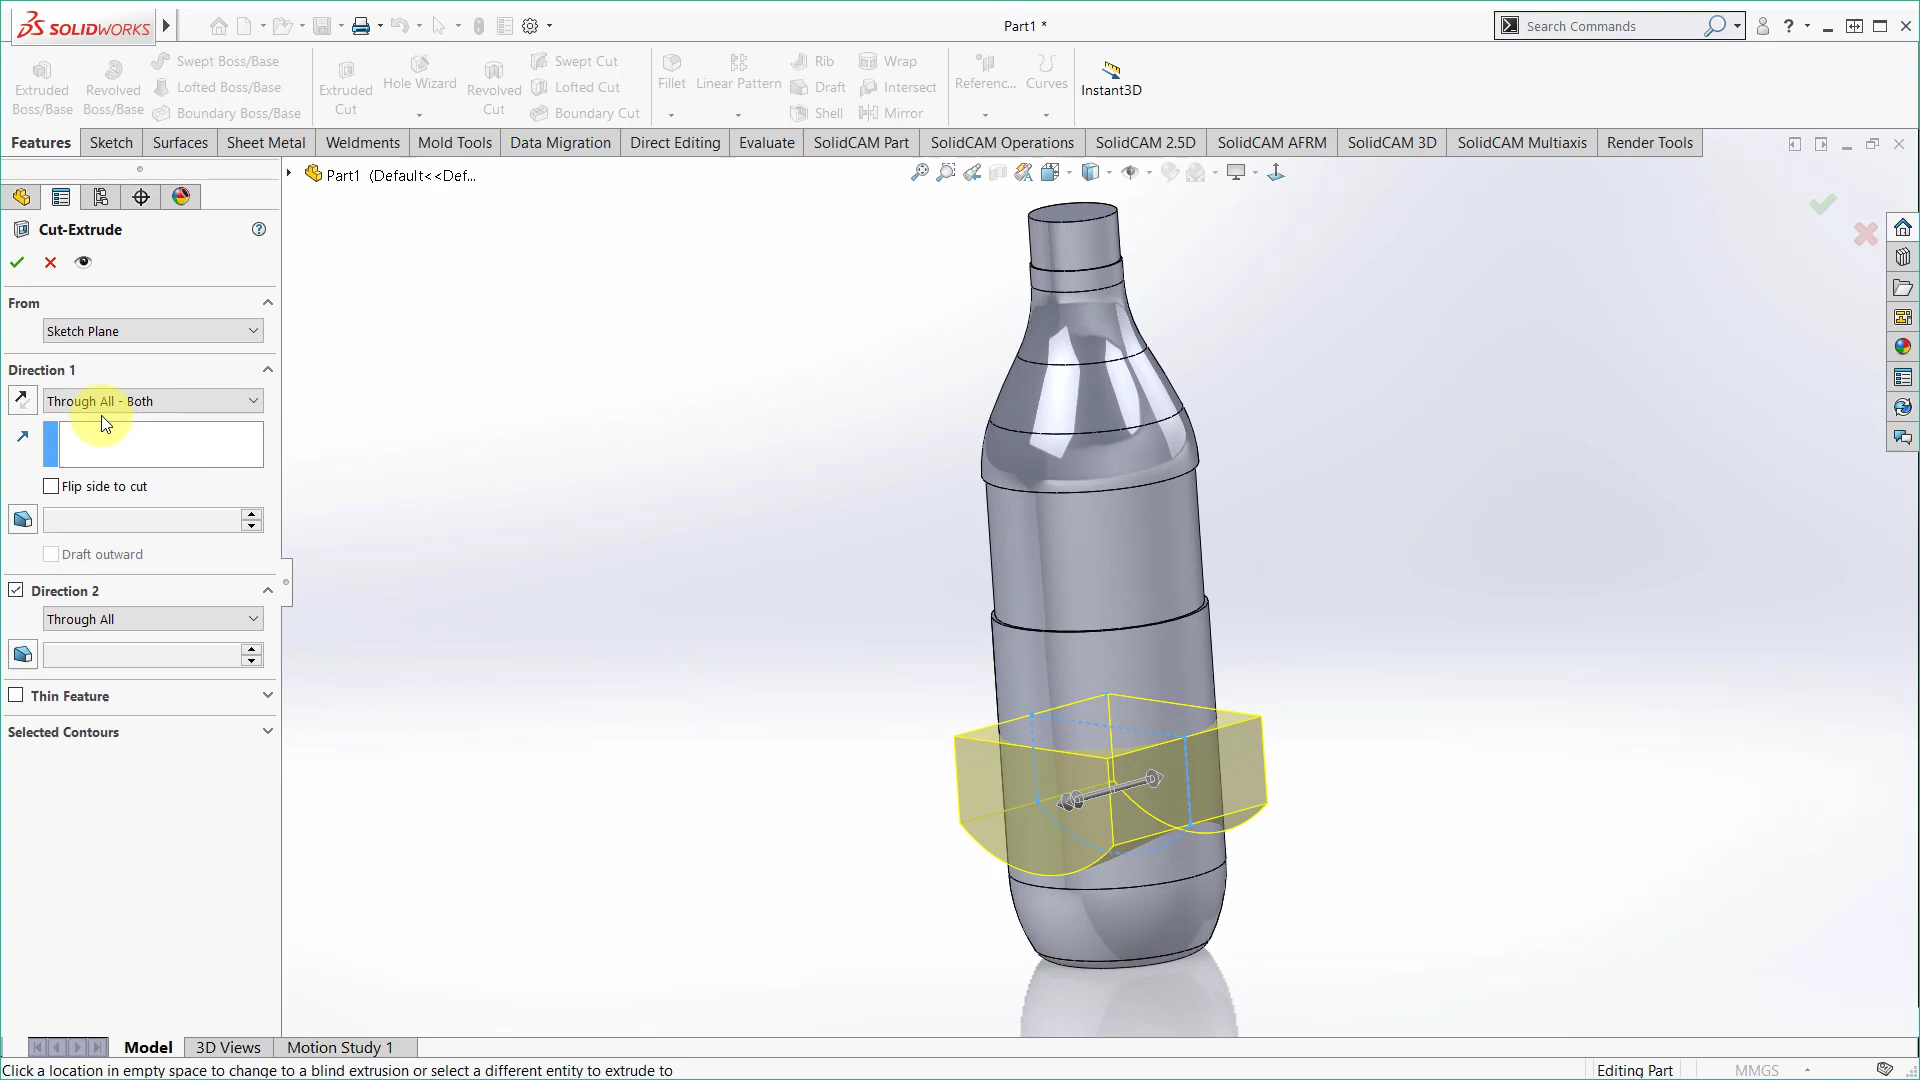 SOLIDWORKS
Part1 *
Search Commands
Extruded Boss/Base
Revolved Boss/Base
Swept Boss/Base
Lofted Boss/Base
Boundary Boss/Base
Extruded Cut
Hole Wizard
Revolved Cut
Swept Cut
Lofted Cut
Boundary Cut
Fillet
Linear Pattern
Rib
Draft
Shell
Wrap
Intersect
Mirror
Referenc...
Curves
Instant3D
Features
Sketch
Surfaces
Sheet Metal
Weldments
Mold Tools
Data Migration
Direct Editing
Evaluate
SolidCAM Part
SolidCAM Operations
SolidCAM 2.5D
SolidCAM AFRM
SolidCAM 3D
SolidCAM Multiaxis
Render Tools
Part1 (Default<<Def...
Cut-Extrude
From
Sketch Plane
Direction 1
Through All - Both
Flip side to cut
Draft outward
Direction 2
Through All
Thin Feature
Selected Contours
Model
3D Views
Motion Study 1
Click a location in empty space to change to a blind extrusion or select a different entity to extrude to
Editing Part
MMGS